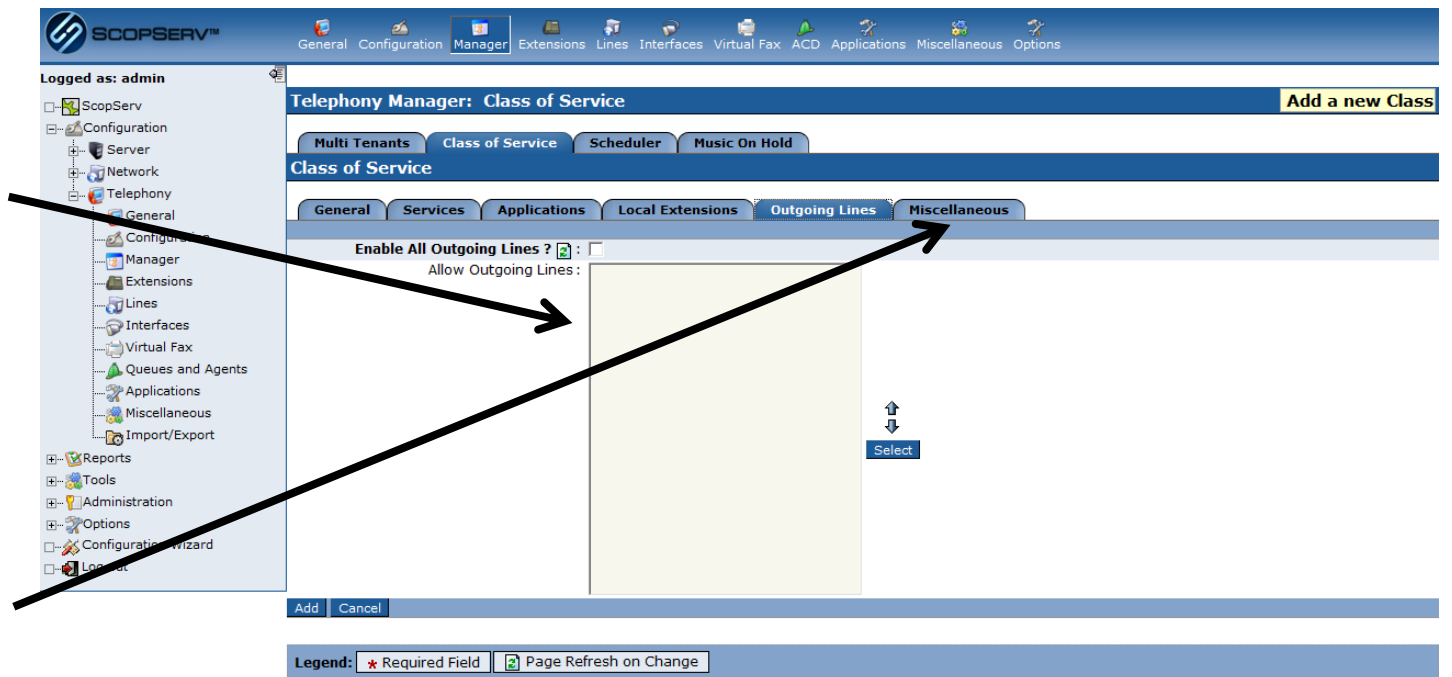 SCOPSERV™
General Configuration Manager Extensions Lines Interfaces Virtual Fax ACD Applications Miscellaneous Options
Logged as: admin
ScopServ
Configuration
Server
Network
Telephony
General
Configuration
Manager
Extensions
Lines
Interfaces
Virtual Fax
Queues and Agents
Applications
Miscellaneous
Import/Export
Reports
Tools
Administration
Options
Configuration Wizard
Logout
Telephony Manager: Class of Service
Add a new Class
Multi Tenants Class of Service Scheduler Music On Hold
Class of Service
General Services Applications Local Extensions Outgoing Lines Miscellaneous
Enable All Outgoing Lines ? :
Allow Outgoing Lines :
Select
Add Cancel
Legend: * Required Field Page Refresh on Change